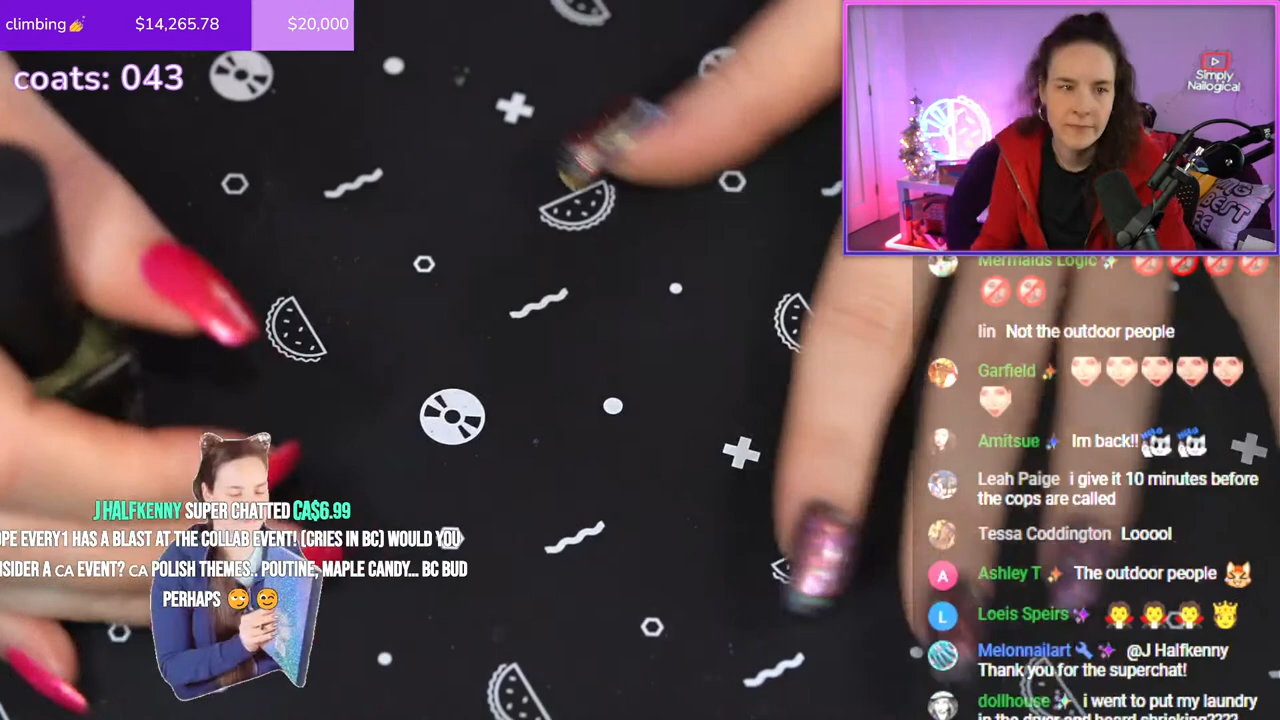 climbing💅 $14,265.78 $20,000
coats: 043
Simply
Nailogical
Mermaids Logic
lin Not the outdoor people
Garfield
Amitsue Im back!!
Leah Paige i give it 10 minutes before
the cops are called
Tessa Coddington Looool
Ashley T The outdoor people
Loeis Speirs
Melonnailart @J Halfkenny
Thank you for the superchat!
dollhouse i went to put my laundry
in the dryer and heard shrieking????
J HALFKENNY SUPER CHATTED CA$6.99
EVERY1 HAS A BLAST AT THE COLLAB EVENT! (CRIES IN BC) WOULD YOU
A CA EVENT? CA POLISH THEMES.. POUTINE, MAPLE CANDY... BC BUD
PERHAPS 🙄 😉
A
L
BEST